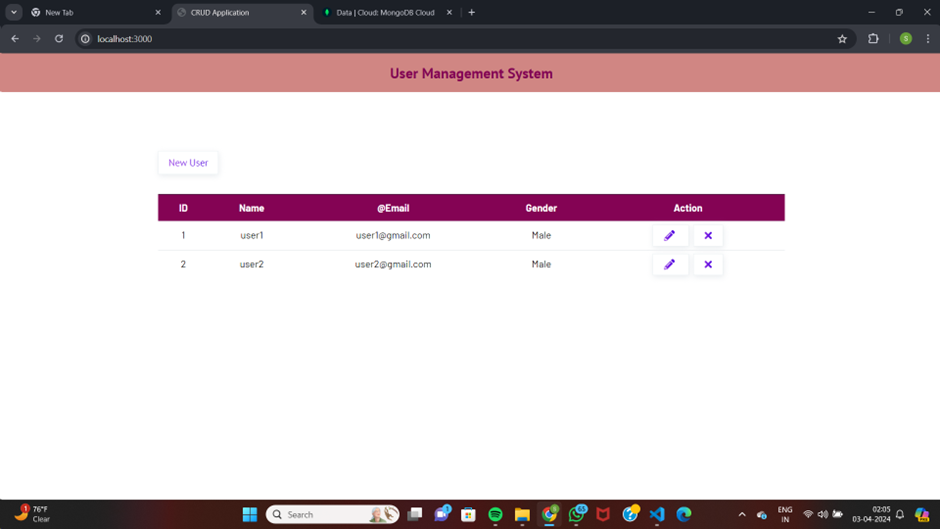 New Tab
CRUD Application
Data | Cloud: MongoDB Cloud
localhost:3000
S
User Management System
New User
ID Name @Email Gender Action
1 user1 user1@gmail.com Male
2 user2 user2@gmail.com Male
1
76°F
Clear
Search
ENG
IN
02:05
03-04-2024